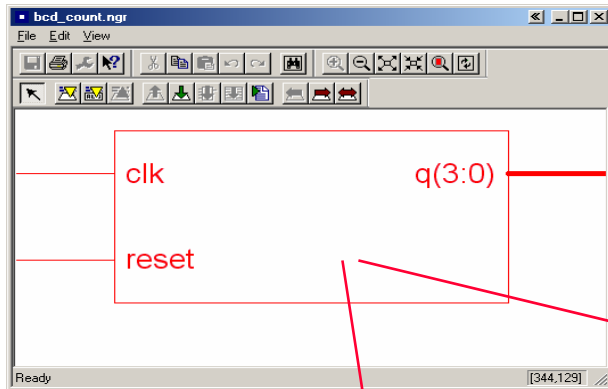 bcd_count.ngr
File Edit View
clk q(3:0)
reset
Ready [344,129]